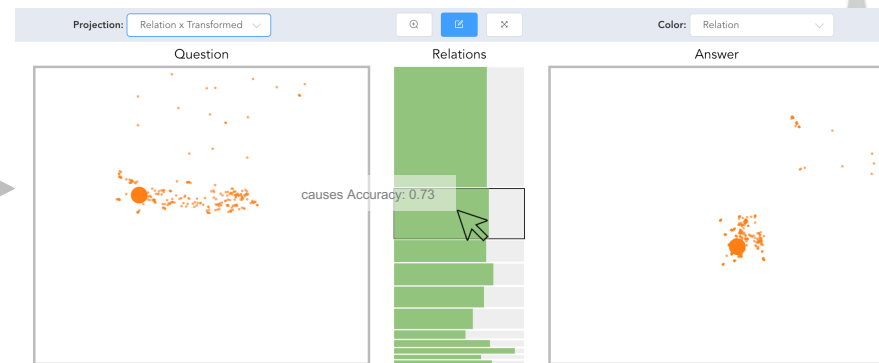 Projection: Relation x Transformed Color: Relation
Question Relations Answer
causes Accuracy: 0.73